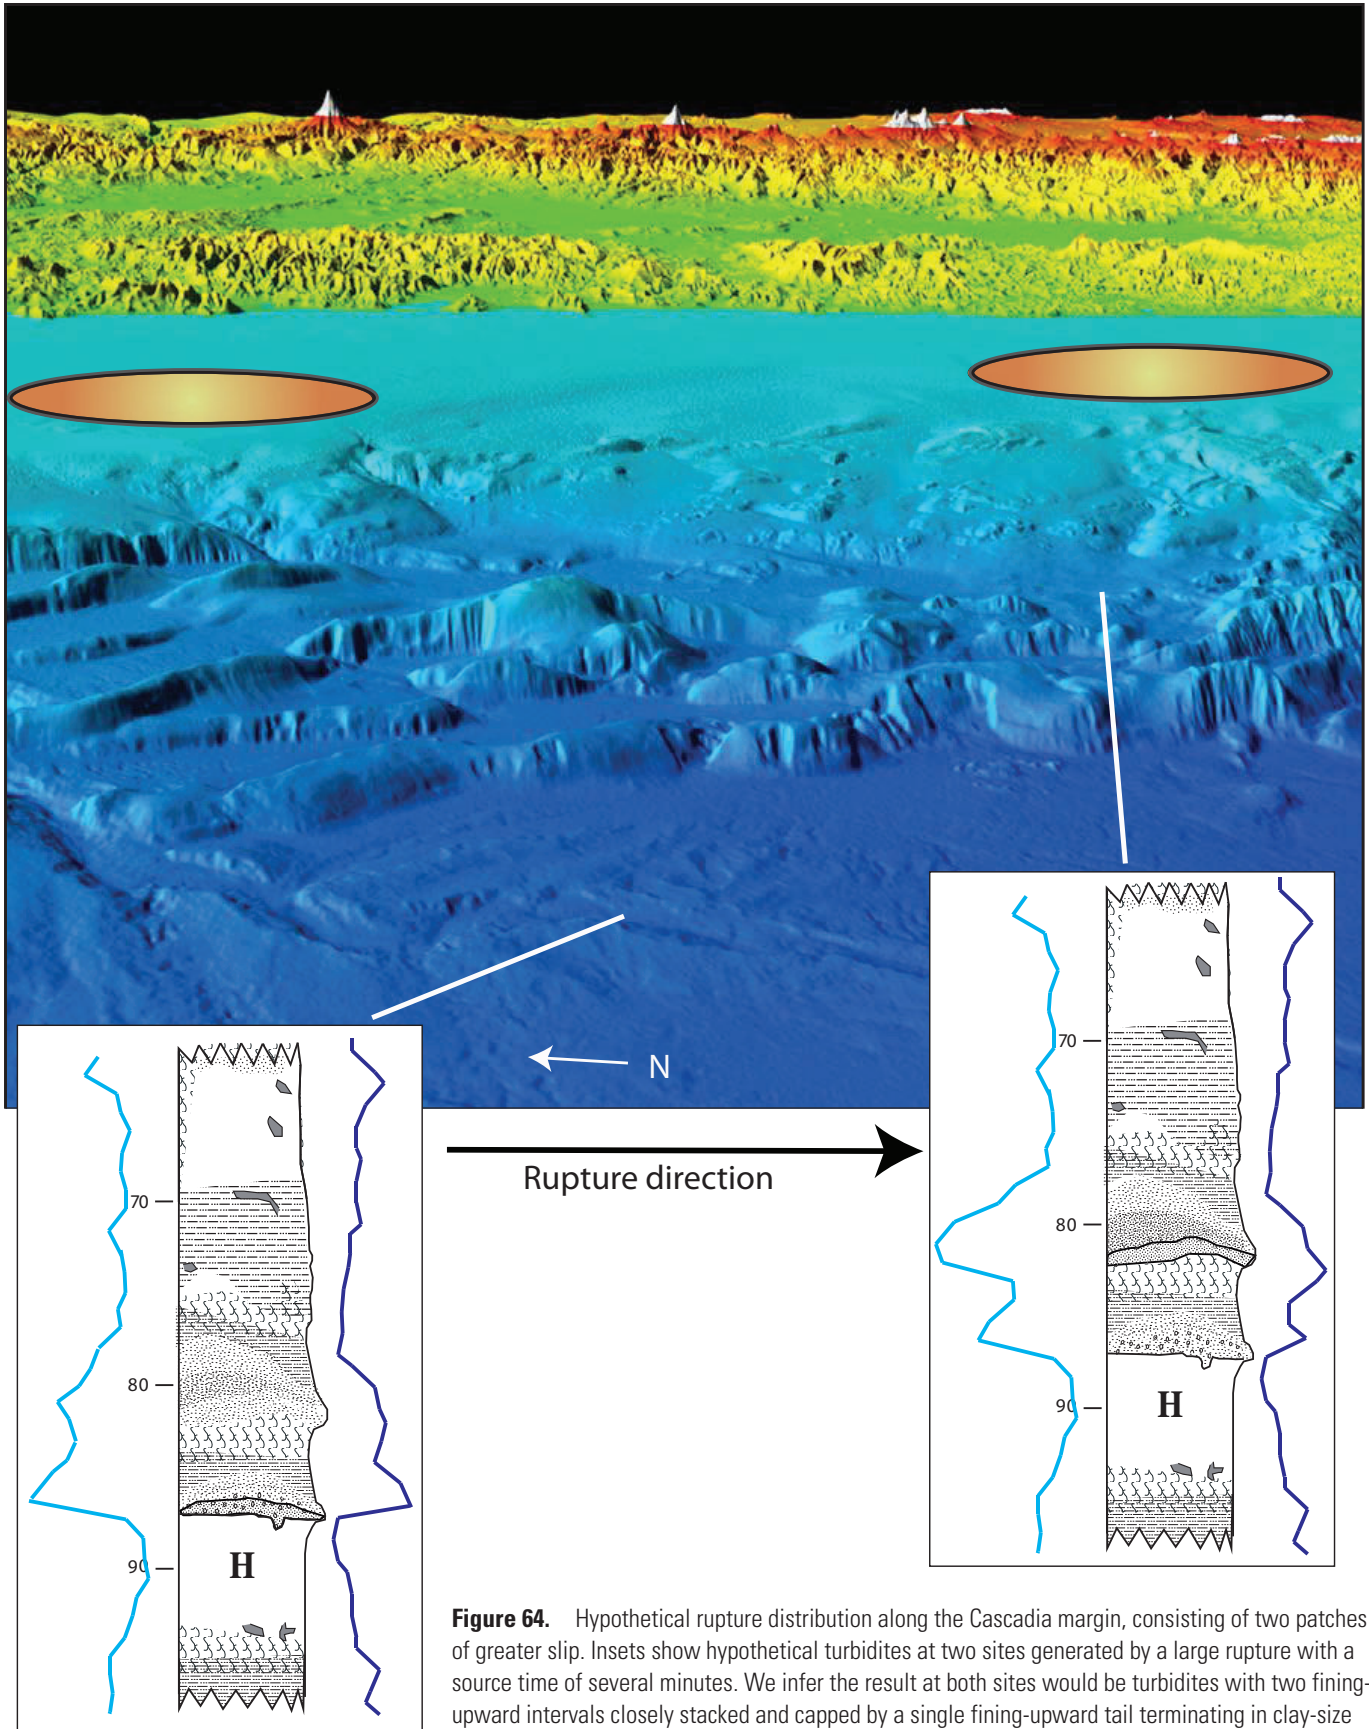 N
Rupture direction
70
80
90
H
70
80
90
H
Figure 64. Hypothetical rupture distribution along the Cascadia margin, consisting of two patches
of greater slip. Insets show hypothetical turbidites at two sites generated by a large rupture with a
source time of several minutes. We infer the result at both sites would be turbidites with two fining-
upward intervals closely stacked and capped by a single fining-upward tail terminating in clay-size